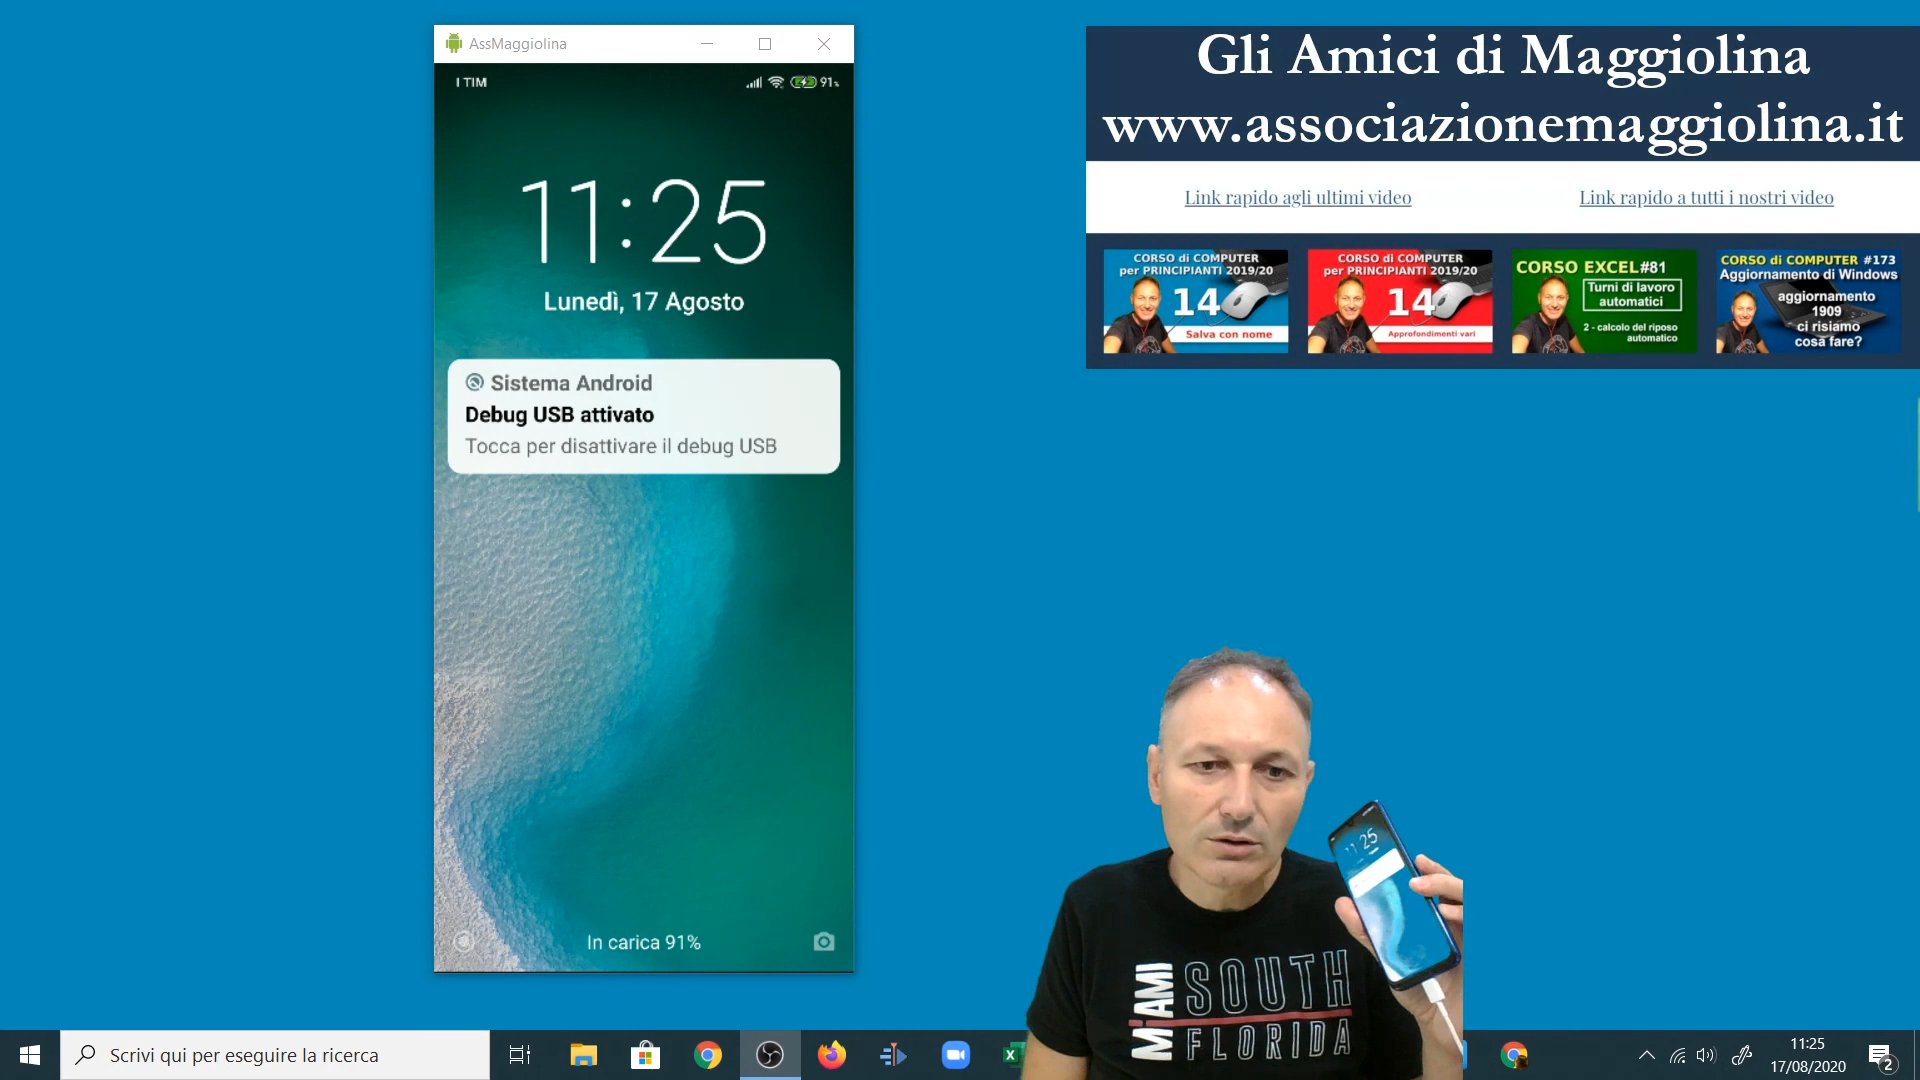 AssMaggiolina
I TIM
91%
11:25
Lunedì, 17 Agosto
Sistema Android
Debug USB attivato
Tocca per disattivare il debug USB
In carica 91%
Gli Amici di Maggiolina
www.associazionemaggiolina.it
Link rapido agli ultimi video
Link rapido a tutti i nostri video
CORSO di COMPUTER
per PRINCIPIANTI 2019/20
14
Salva con nome
CORSO di COMPUTER
per PRINCIPIANTI 2019/20
14
Approfondimenti vari
CORSO EXCEL #81
Turni di lavoro
automatici
2 - calcolo del riposo
automatico
CORSO di COMPUTER #173
Aggiornamento di Windows
aggiornamento
1909
ci risiamo
cosa fare?
11:25
MIAMI
SOUTH
FLORIDA
Scrivi qui per eseguire la ricerca
11:25
17/08/2020
2